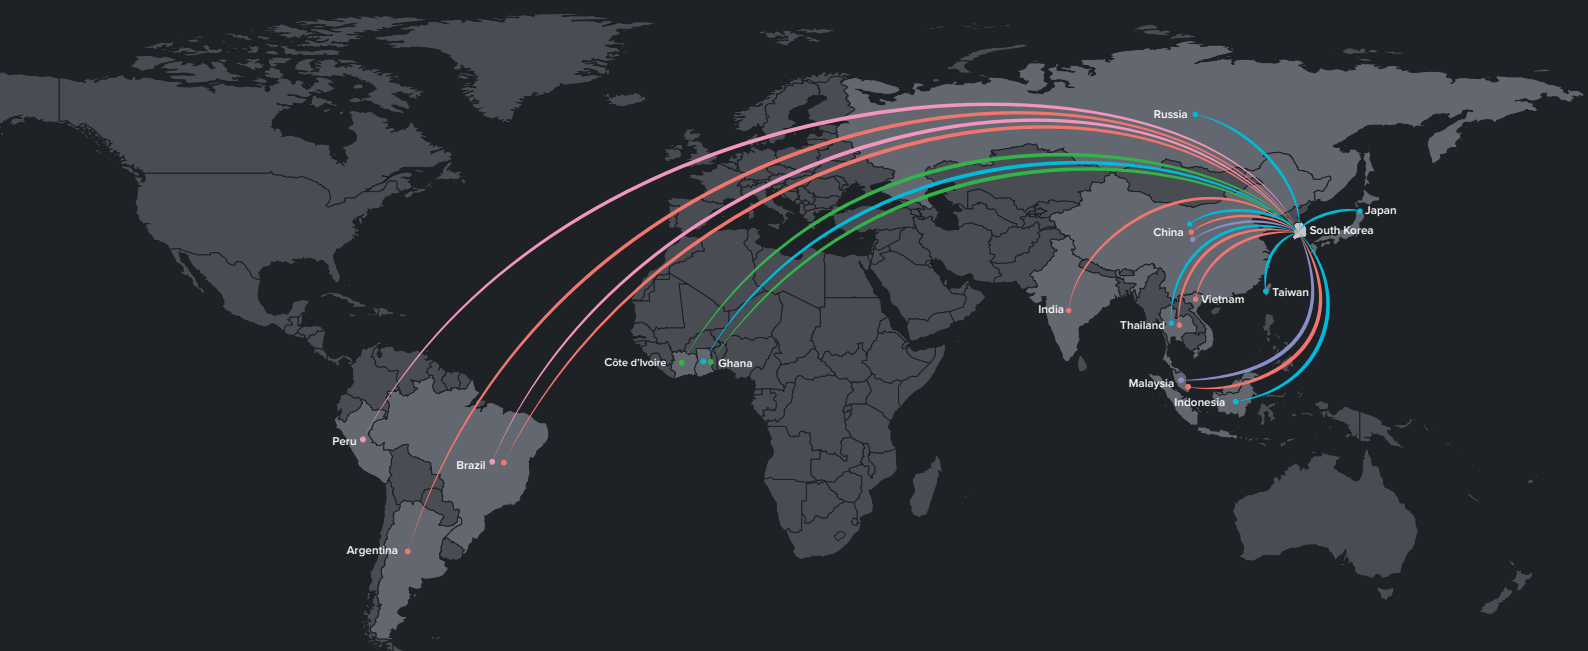 Russia
Japan
China
South Korea
Taiwan
India
Vietnam
Thailand
Côte d'Ivoire
Ghana
Malaysia
Indonesia
Peru
Brazil
Argentina